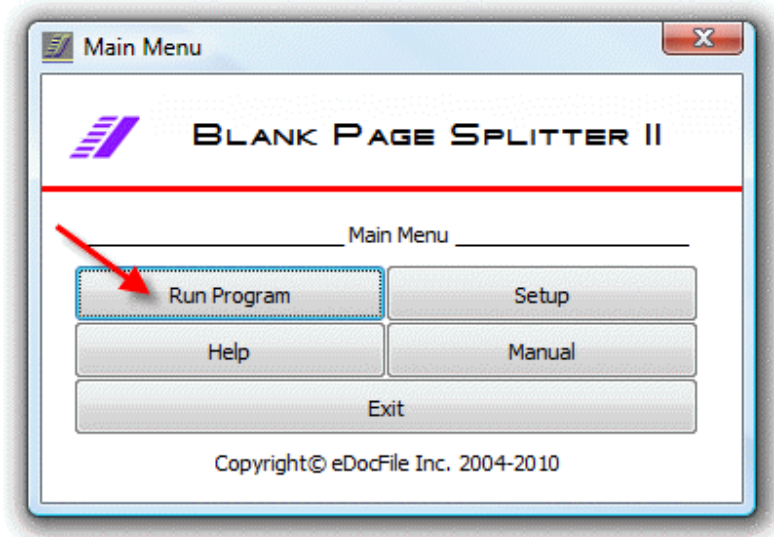 Main Menu
BLANK PAGE SPLITTER II
Main Menu
Run Program Setup
Help Manual
Exit
Copyright© eDocFile Inc. 2004-2010